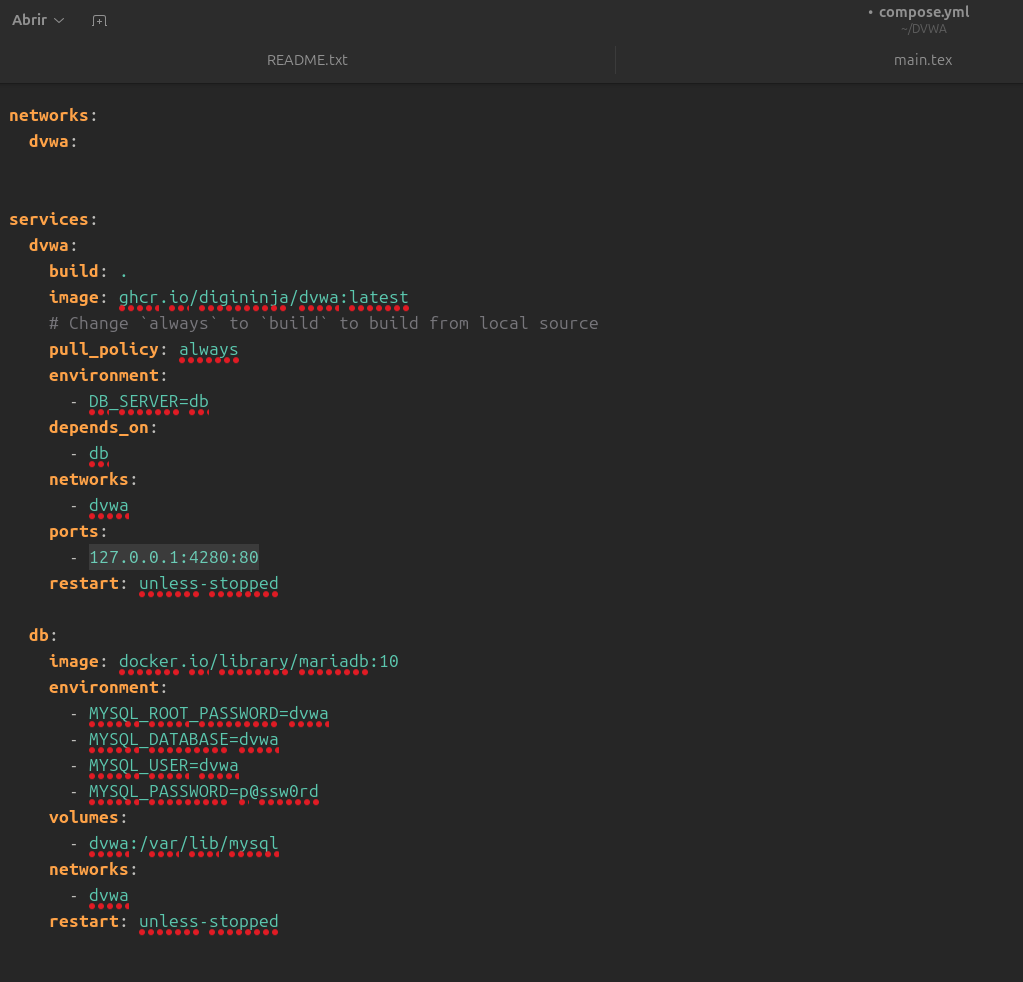 Abrir
• compose.yml
~/DVWA
README.txt
main.tex
networks:
  dvwa:
services:
  dvwa:
    build: .
    image: ghcr.io/digininja/dvwa:latest
    # Change `always` to `build` to build from local source
    pull_policy: always
    environment:
      - DB_SERVER=db
    depends_on:
      - db
    networks:
      - dvwa
    ports:
      - 127.0.0.1:4280:80
    restart: unless-stopped
  db:
    image: docker.io/library/mariadb:10
    environment:
      - MYSQL_ROOT_PASSWORD=dvwa
      - MYSQL_DATABASE=dvwa
      - MYSQL_USER=dvwa
      - MYSQL_PASSWORD=p@ssw0rd
    volumes:
      - dvwa:/var/lib/mysql
    networks:
      - dvwa
    restart: unless-stopped